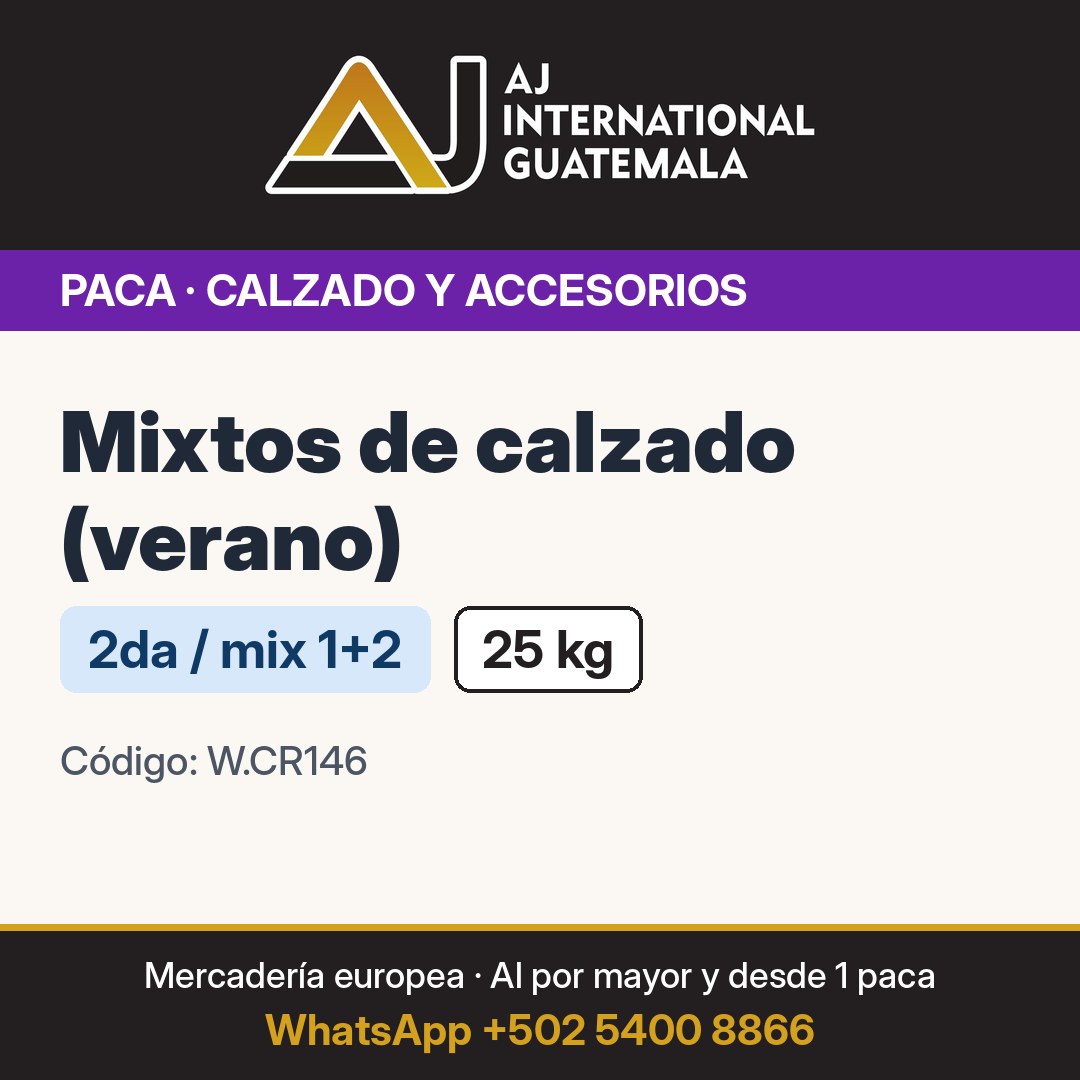 AJ
INTERNATIONAL
GUATEMALA
PACA · CALZADO Y ACCESORIOS
Mixtos de calzado
(verano)
2da / mix 1+2
25 kg
Código: W.CR146
Mercadería europea · Al por mayor y desde 1 paca
WhatsApp +502 5400 8866